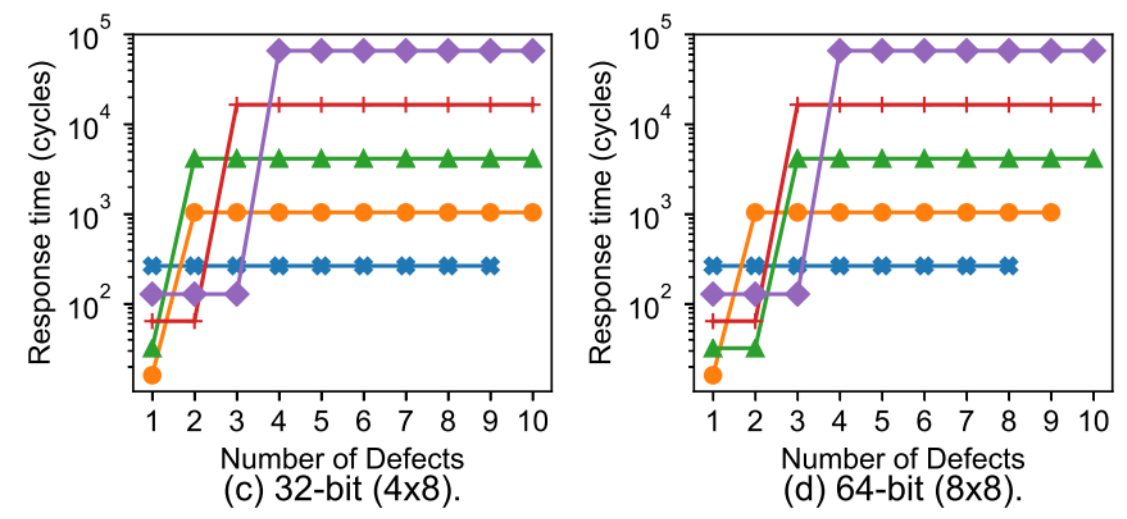 Response time (cycles)
10^5
10^4
10^3
10^2
1 2 3 4 5 6 7 8 9 10
Number of Defects
(c) 32-bit (4x8).
Response time (cycles)
10^5
10^4
10^3
10^2
1 2 3 4 5 6 7 8 9 10
Number of Defects
(d) 64-bit (8x8).